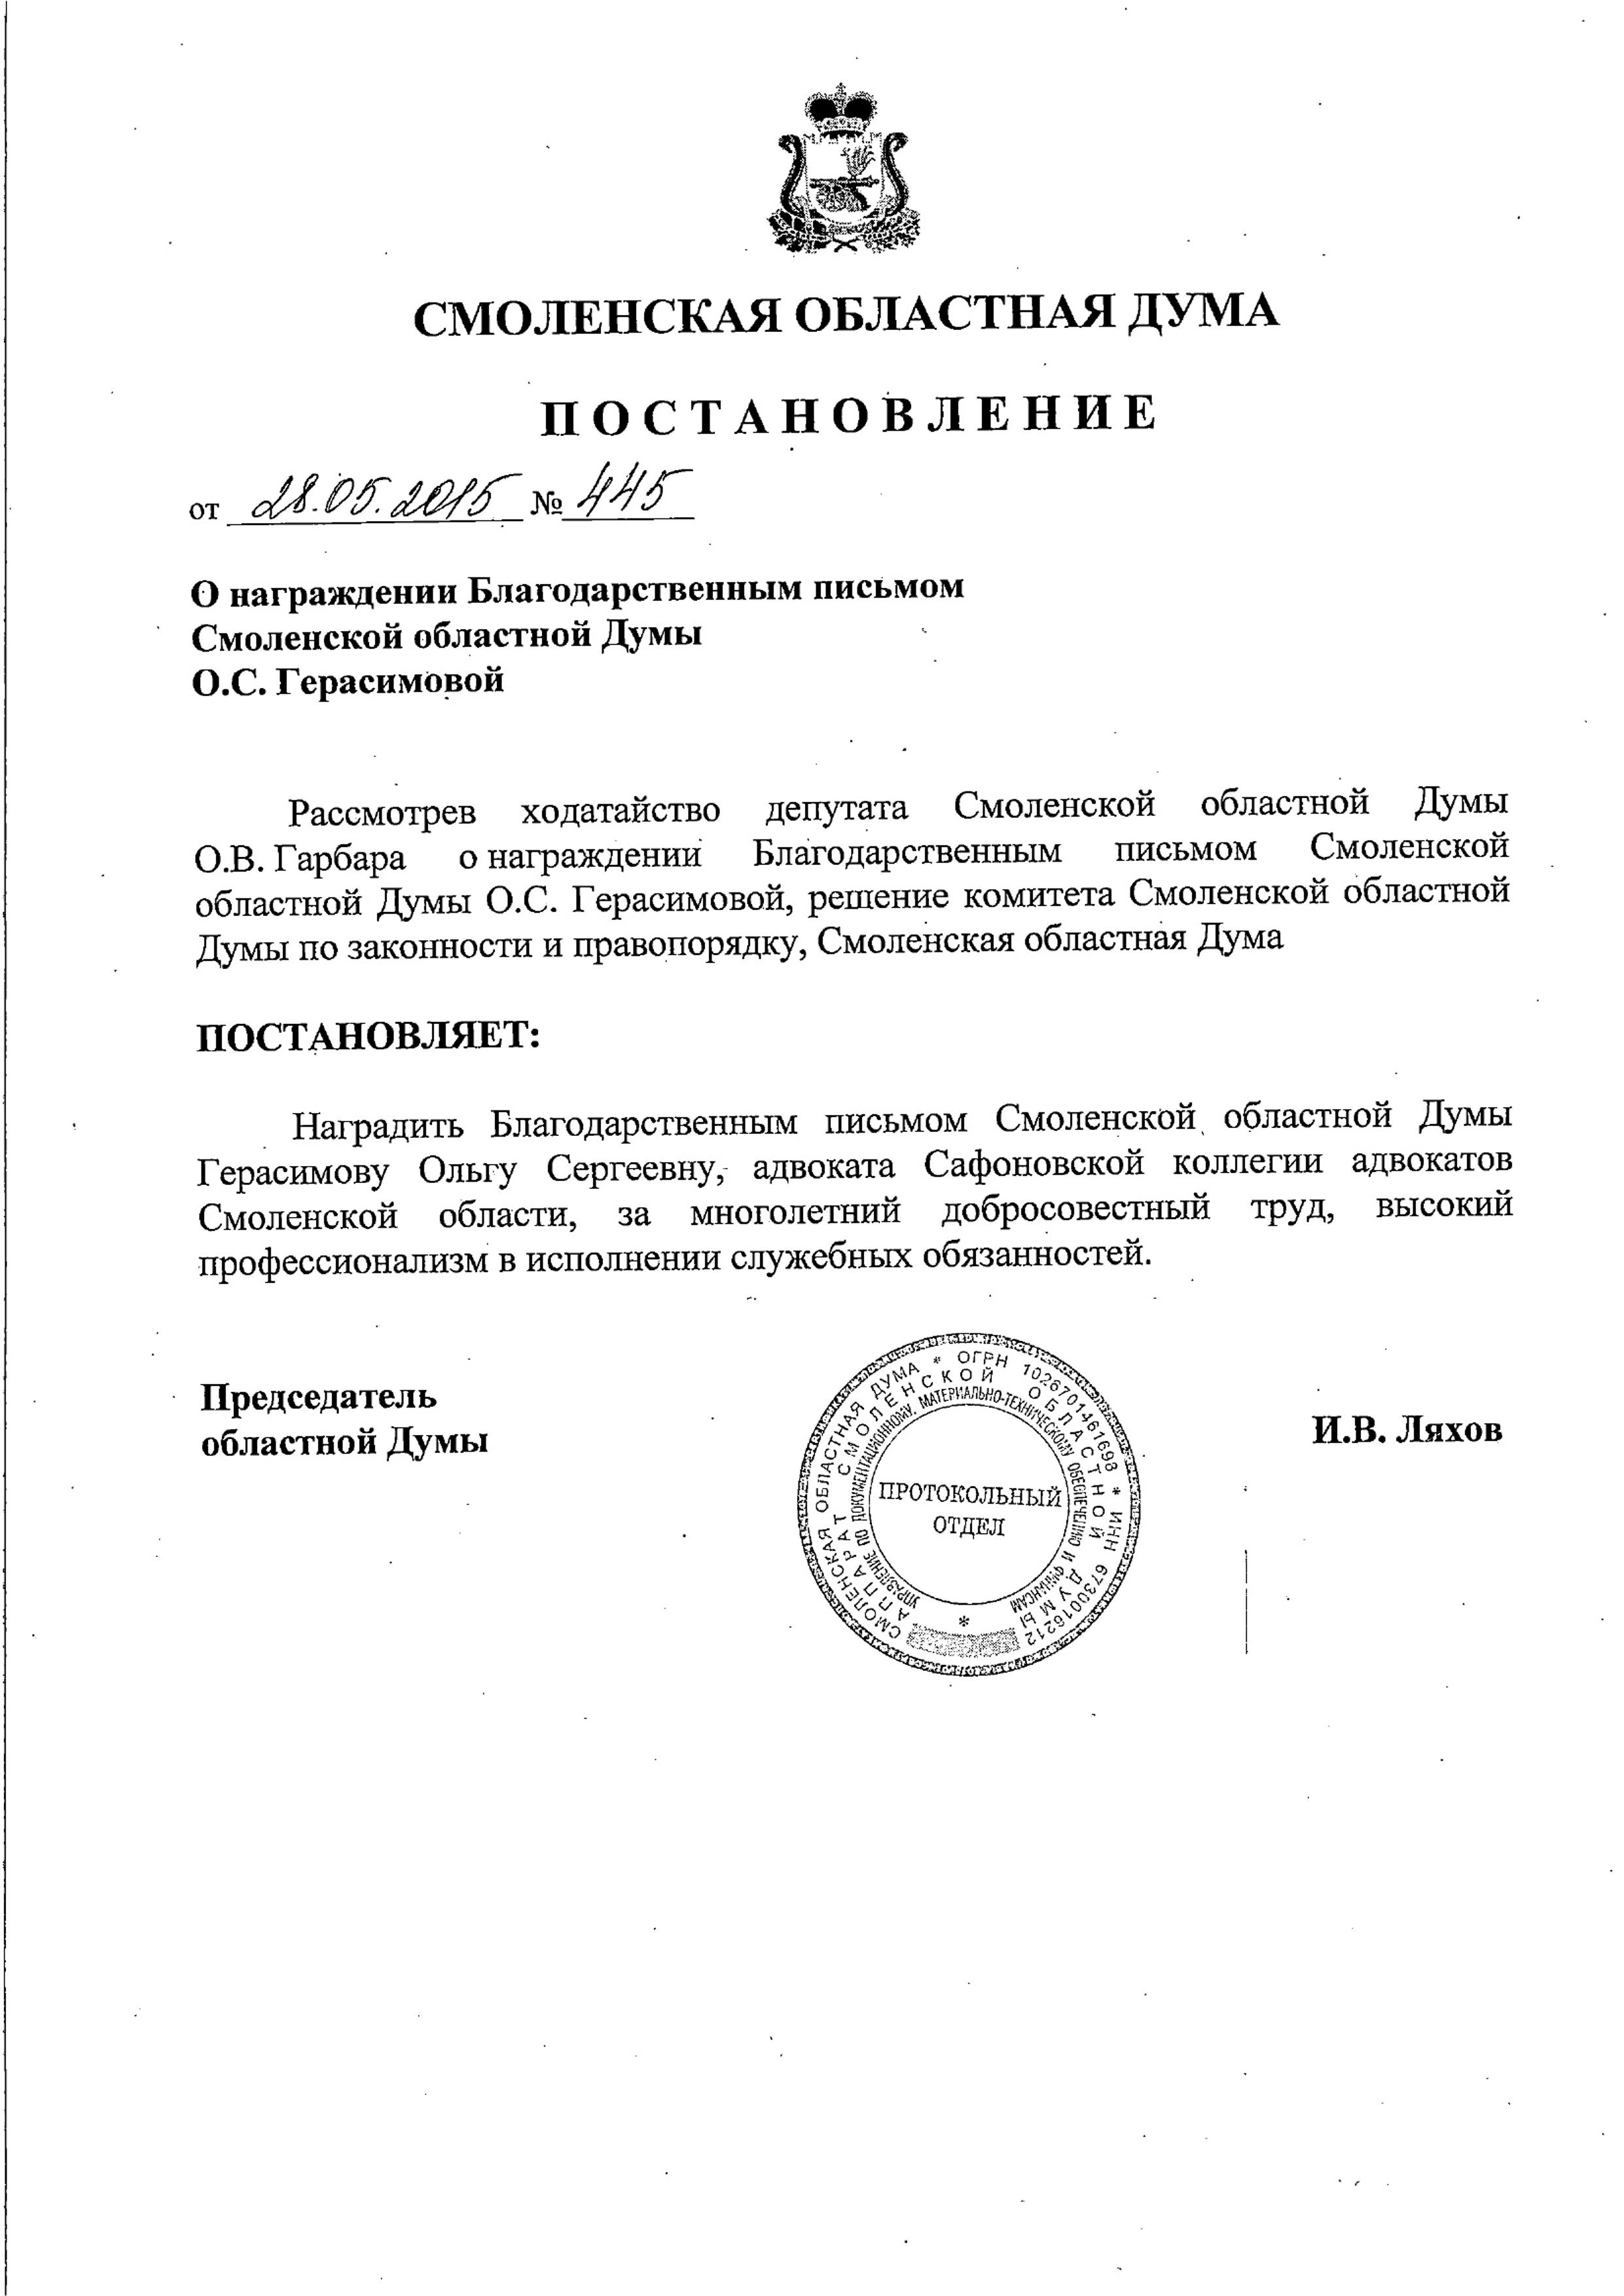 СМОЛЕНСКАЯ ОБЛАСТНАЯ ДУМА
ПОСТАНОВЛЕНИЕ
от 28.05.2015 № 445
О награждении Благодарственным письмом
Смоленской областной Думы
О.С. Герасимовой
Рассмотрев ходатайство депутата Смоленской областной Думы
О.В. Гарбара о награждении Благодарственным письмом Смоленской
областной Думы О.С. Герасимовой, решение комитета Смоленской областной
Думы по законности и правопорядку, Смоленская областная Дума
ПОСТАНОВЛЯЕТ:
Наградить Благодарственным письмом Смоленской областной Думы
Герасимову Ольгу Сергеевну, адвоката Сафоновской коллегии адвокатов
Смоленской области, за многолетний добросовестный труд, высокий
профессионализм в исполнении служебных обязанностей.
Председатель
областной Думы
И.В. Ляхов
СМОЛЕНСКАЯ ОБЛАСТНАЯ ДУМА * ОГРН 1026701461698 * ИНН 6730016212
АППАРАТ СМОЛЕНСКОЙ ОБЛАСТНОЙ ДУМЫ
УПРАВЛЕНИЕ ПО ДОКУМЕНТАЦИОННОМУ, МАТЕРИАЛЬНО-ТЕХНИЧЕСКОМУ ОБЕСПЕЧЕНИЮ И ФИНАНСАМ
ПРОТОКОЛЬНЫЙ
ОТДЕЛ